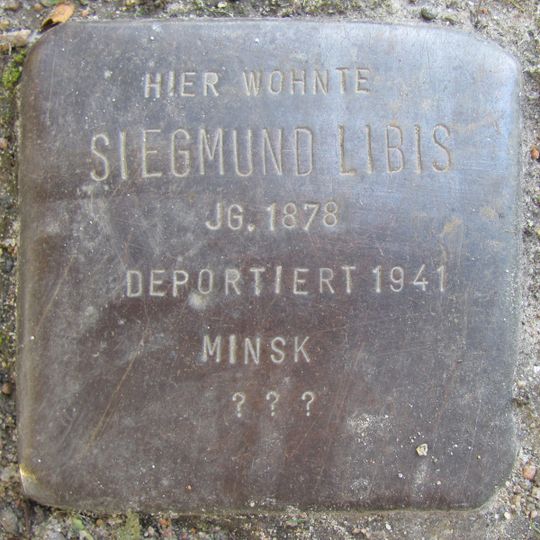 HIER WOHNTE
SIEGMUND LIBIS
JG. 1878
DEPORTIERT 1941
MINSK
? ? ?